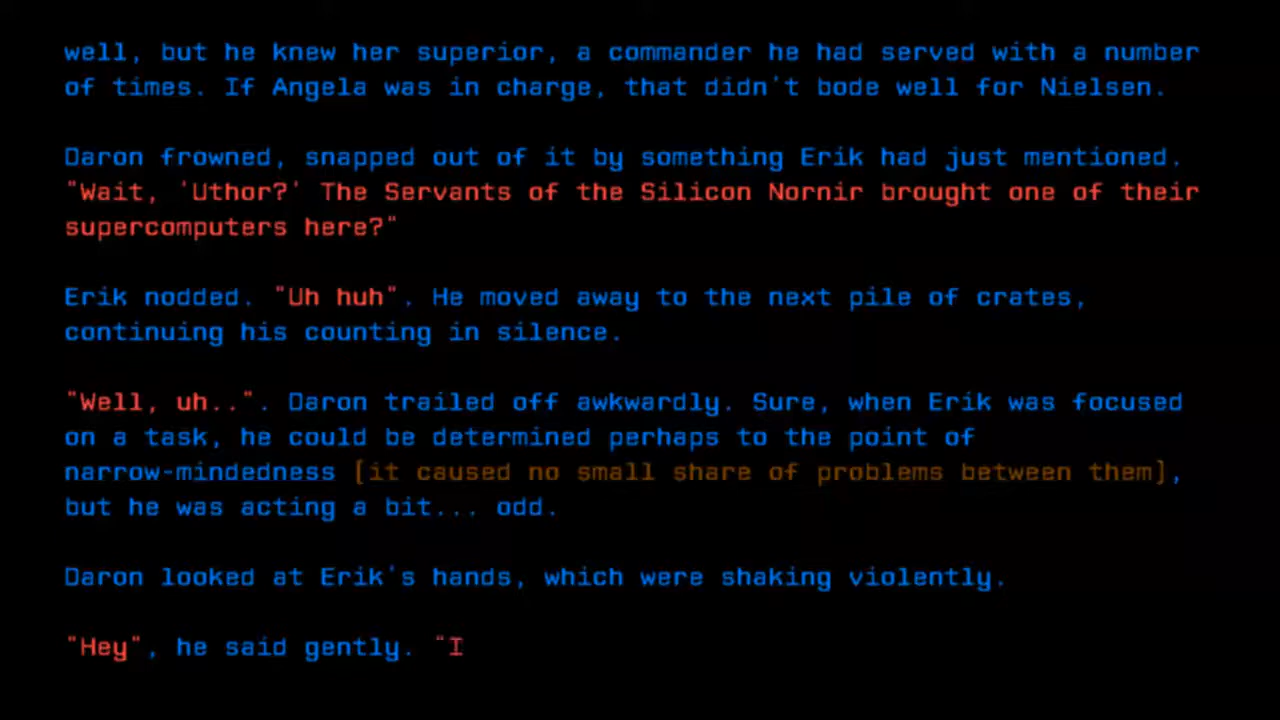 well, but he knew her superior, a commander he had served with a number
of times. If Angela was in charge, that didn't bode well for Nielsen.
Daron frowned, snapped out of it by something Erik had just mentioned.
"Wait, 'Uthor?' The Servants of the Silicon Nornir brought one of their
supercomputers here?"
Erik nodded. "Uh huh". He moved away to the next pile of crates,
continuing his counting in silence.
"Well, uh..". Daron trailed off awkwardly. Sure, when Erik was focused
on a task, he could be determined perhaps to the point of
narrow-mindedness [it caused no small share of problems between them],
but he was acting a bit... odd.
Daron looked at Erik's hands, which were shaking violently.
"Hey", he said gently. "I